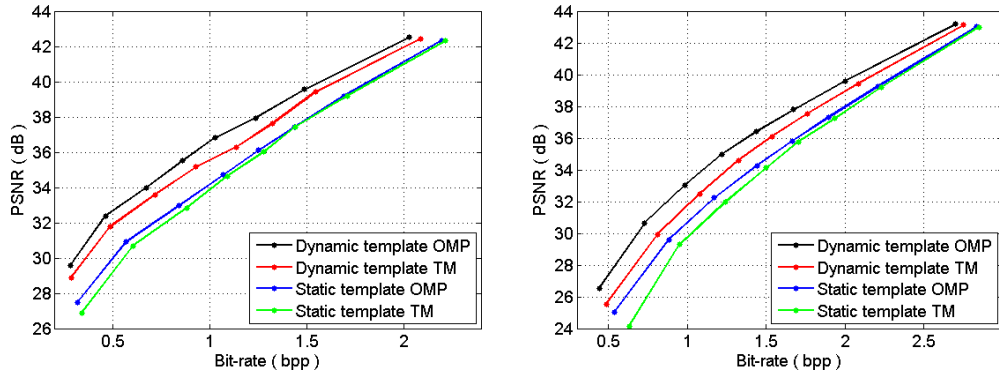 44
42
40
38
36
34
32
30
28
26
PSNR ( dB )
0.5
1
1.5
2
Bit-rate ( bpp )
Dynamic template OMP
Dynamic template TM
Static template OMP
Static template TM
44
42
40
38
36
34
32
30
28
26
24
PSNR ( dB )
0.5
1
1.5
2
2.5
Bit-rate ( bpp )
Dynamic template OMP
Dynamic template TM
Static template OMP
Static template TM